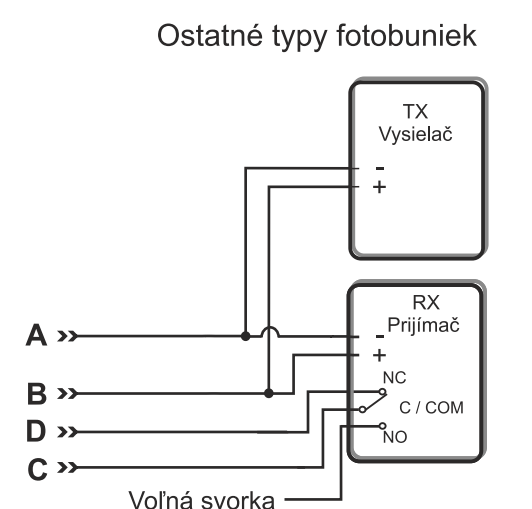 Ostatné typy fotobuniek
TX
Vysielač
-
+
RX
Prijímač
A
-
+
B
NC
D
C / COM
C
NO
Voľná svorka